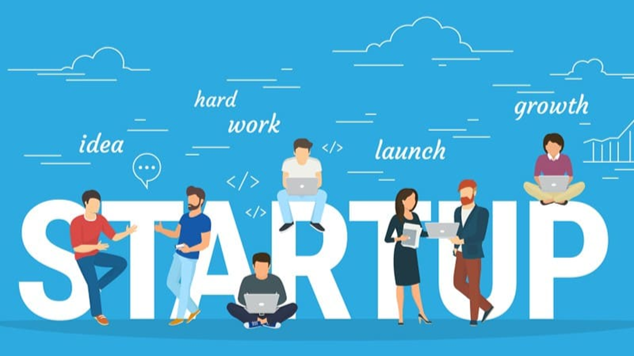 idea
hard
work
launch
growth
</>
</>
</>
STARTUP